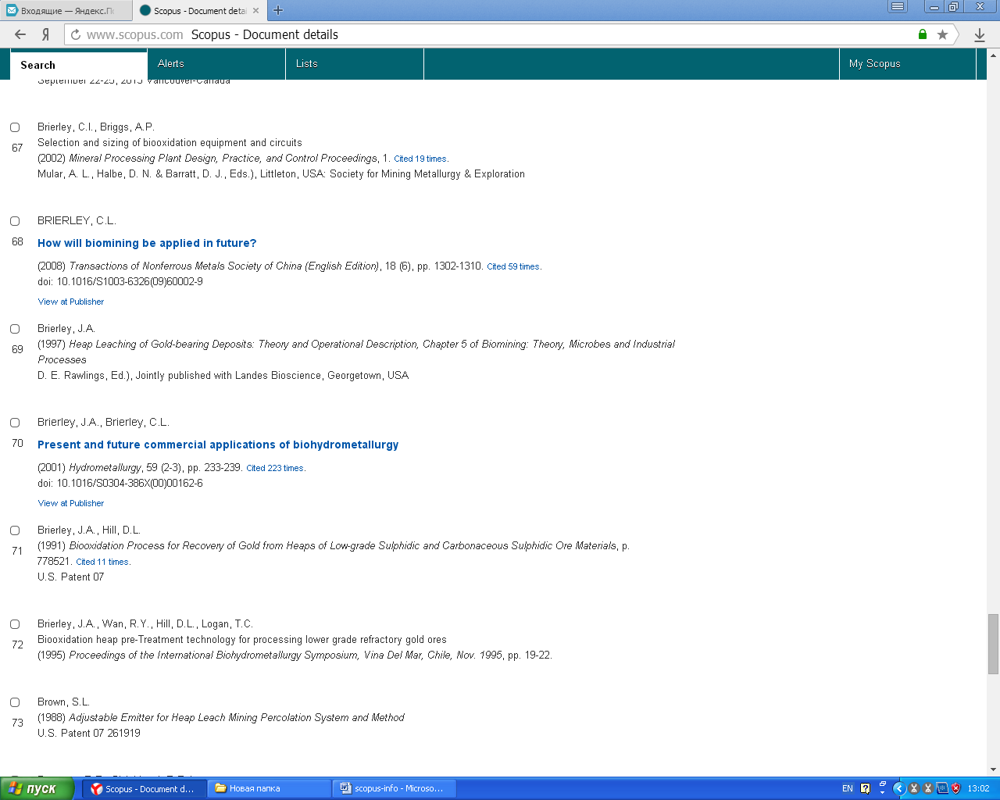 Входящие — Яндекс.П
Scopus - Document detai
www.scopus.com Scopus - Document details
Search
Alerts
Lists
My Scopus
September 22-25, 2013 Vancouver-Canada
Brierley, C.I., Briggs, A.P.
67
Selection and sizing of biooxidation equipment and circuits
(2002) Mineral Processing Plant Design, Practice, and Control Proceedings, 1. Cited 19 times.
Mular, A. L., Halbe, D. N. & Barratt, D. J., Eds.), Littleton, USA: Society for Mining Metallurgy & Exploration
BRIERLEY, C.L.
68
How will biomining be applied in future?
(2008) Transactions of Nonferrous Metals Society of China (English Edition), 18 (6), pp. 1302-1310. Cited 59 times.
doi: 10.1016/S1003-6326(09)60002-9
View at Publisher
Brierley, J.A.
69
(1997) Heap Leaching of Gold-bearing Deposits: Theory and Operational Description, Chapter 5 of Biomining: Theory, Microbes and Industrial
Processes
D. E. Rawlings, Ed.), Jointly published with Landes Bioscience, Georgetown, USA
Brierley, J.A., Brierley, C.L.
70
Present and future commercial applications of biohydrometallurgy
(2001) Hydrometallurgy, 59 (2-3), pp. 233-239. Cited 223 times.
doi: 10.1016/S0304-386X(00)00162-6
View at Publisher
Brierley, J.A., Hill, D.L.
71
(1991) Biooxidation Process for Recovery of Gold from Heaps of Low-grade Sulphidic and Carbonaceous Sulphidic Ore Materials, p.
778521. Cited 11 times.
U.S. Patent 07
Brierley, J.A., Wan, R.Y., Hill, D.L., Logan, T.C.
72
Biooxidation heap pre-Treatment technology for processing lower grade refractory gold ores
(1995) Proceedings of the International Biohydrometallurgy Symposium, Vina Del Mar, Chile, Nov. 1995, pp. 19-22.
Brown, S.L.
73
(1988) Adjustable Emitter for Heap Leach Mining Percolation System and Method
U.S. Patent 07 261919
пуск
Scopus - Document d...
Новая папка
scopus-info - Microso...
EN
13:02